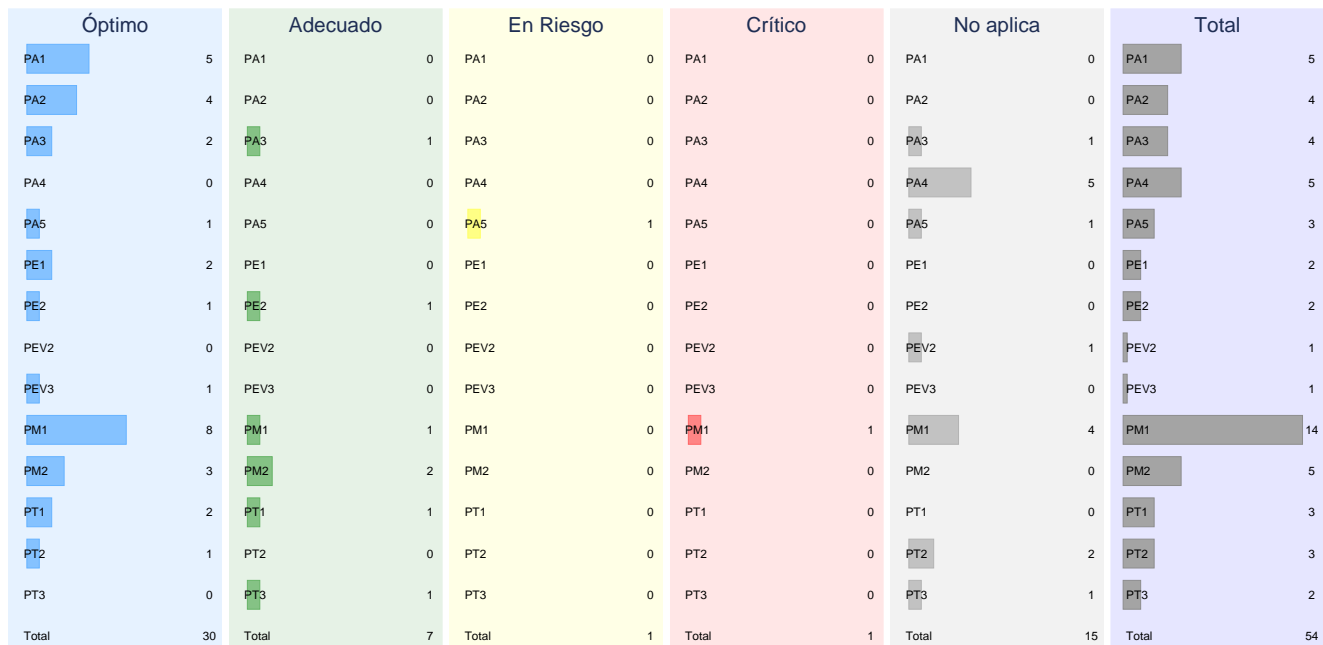 Óptimo Adecuado En Riesgo Crítico No aplica Total
PA1 5 PA1 0 PA1 0 PA1 0 PA1 0 PA1 5
PA2 4 PA2 0 PA2 0 PA2 0 PA2 0 PA2 4
PA3 2 PA3 1 PA3 0 PA3 0 PA3 1 PA3 4
PA4 0 PA4 0 PA4 0 PA4 0 PA4 5 PA4 5
PA5 1 PA5 0 PA5 1 PA5 0 PA5 1 PA5 3
PE1 2 PE1 0 PE1 0 PE1 0 PE1 0 PE1 2
PE2 1 PE2 1 PE2 0 PE2 0 PE2 0 PE2 2
PEV2 0 PEV2 0 PEV2 0 PEV2 0 PEV2 1 PEV2 1
PEV3 1 PEV3 0 PEV3 0 PEV3 0 PEV3 0 PEV3 1
PM1 8 PM1 1 PM1 0 PM1 1 PM1 4 PM1 14
PM2 3 PM2 2 PM2 0 PM2 0 PM2 0 PM2 5
PT1 2 PT1 1 PT1 0 PT1 0 PT1 0 PT1 3
PT2 1 PT2 0 PT2 0 PT2 0 PT2 2 PT2 3
PT3 0 PT3 1 PT3 0 PT3 0 PT3 1 PT3 2
Total 30 Total 7 Total 1 Total 1 Total 15 Total 54